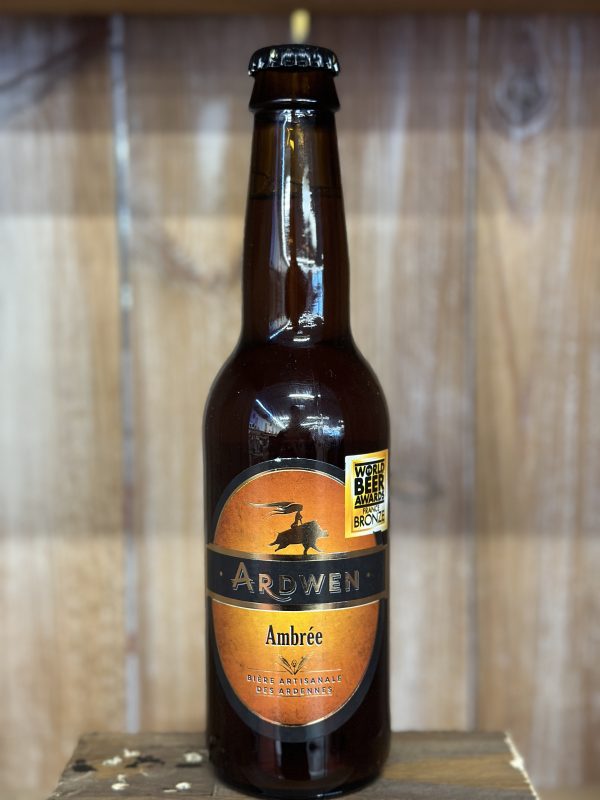 WORLD
BEER
AWARDS
FRANCE
BRONZE
· ARDWEN ·
Ambrée
BIÈRE ARTISANALE
DES ARDENNES